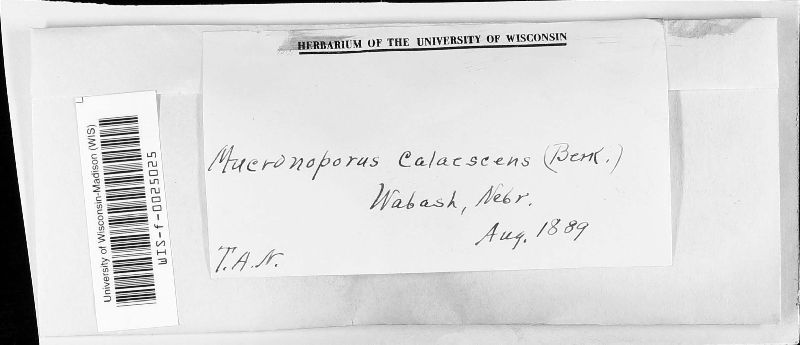 HERBARIUM OF THE UNIVERSITY OF WISCONSIN
Mucronoporus calaescens (Berk.)
Wabash, Nebr.
Aug. 1889
T.A.N.
University of Wisconsin-Madison (WIS)
WIS-f-0025025